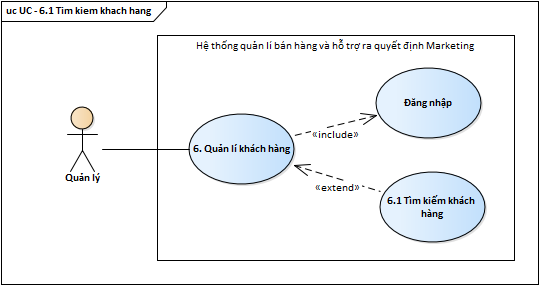 uc UC - 6.1 Tim kiem khach hang
Hệ thống quản lí bán hàng và hỗ trợ ra quyết định Marketing
Đăng nhập
«include»
6. Quản lí khách hàng
Quản lý
«extend»
6.1 Tìm kiếm khách
hàng